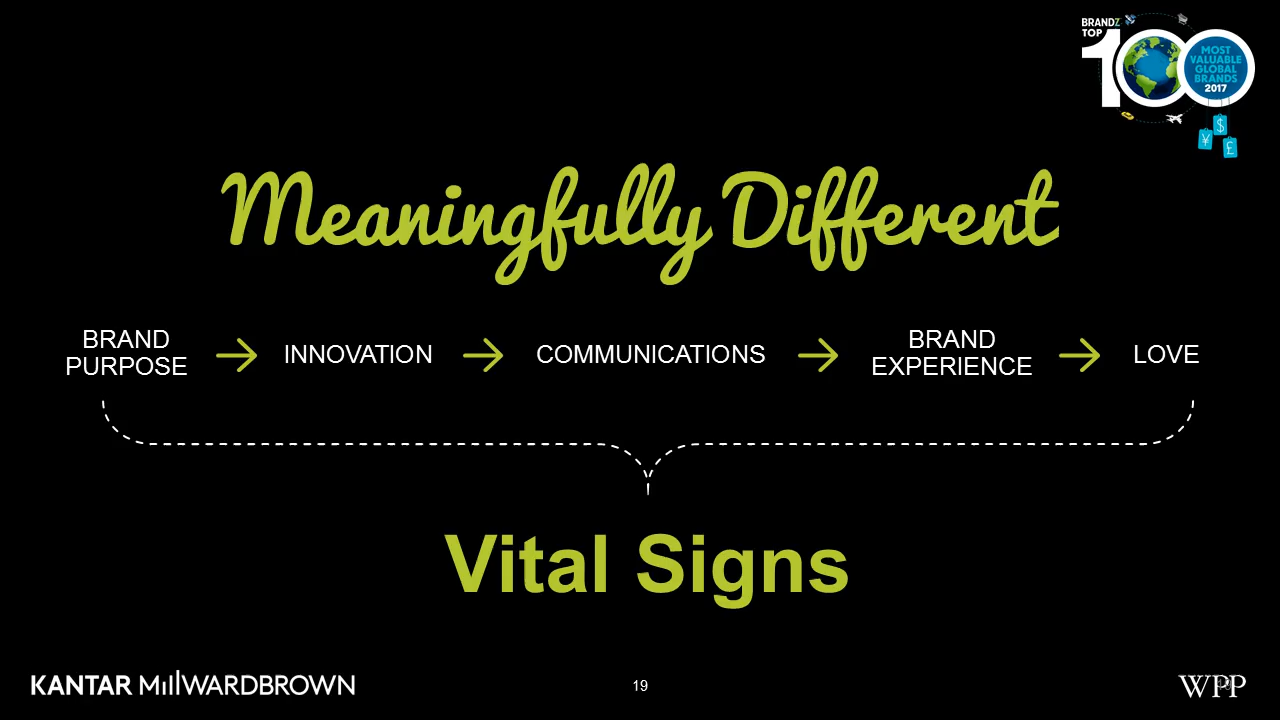 BRANDZ
TOP
100
MOST
VALUABLE
GLOBAL
BRANDS
2017
¥ $ £
Meaningfully Different
BRAND
PURPOSE
INNOVATION
COMMUNICATIONS
BRAND
EXPERIENCE
LOVE
Vital Signs
KANTAR MillWARDBROWN
19
WPP